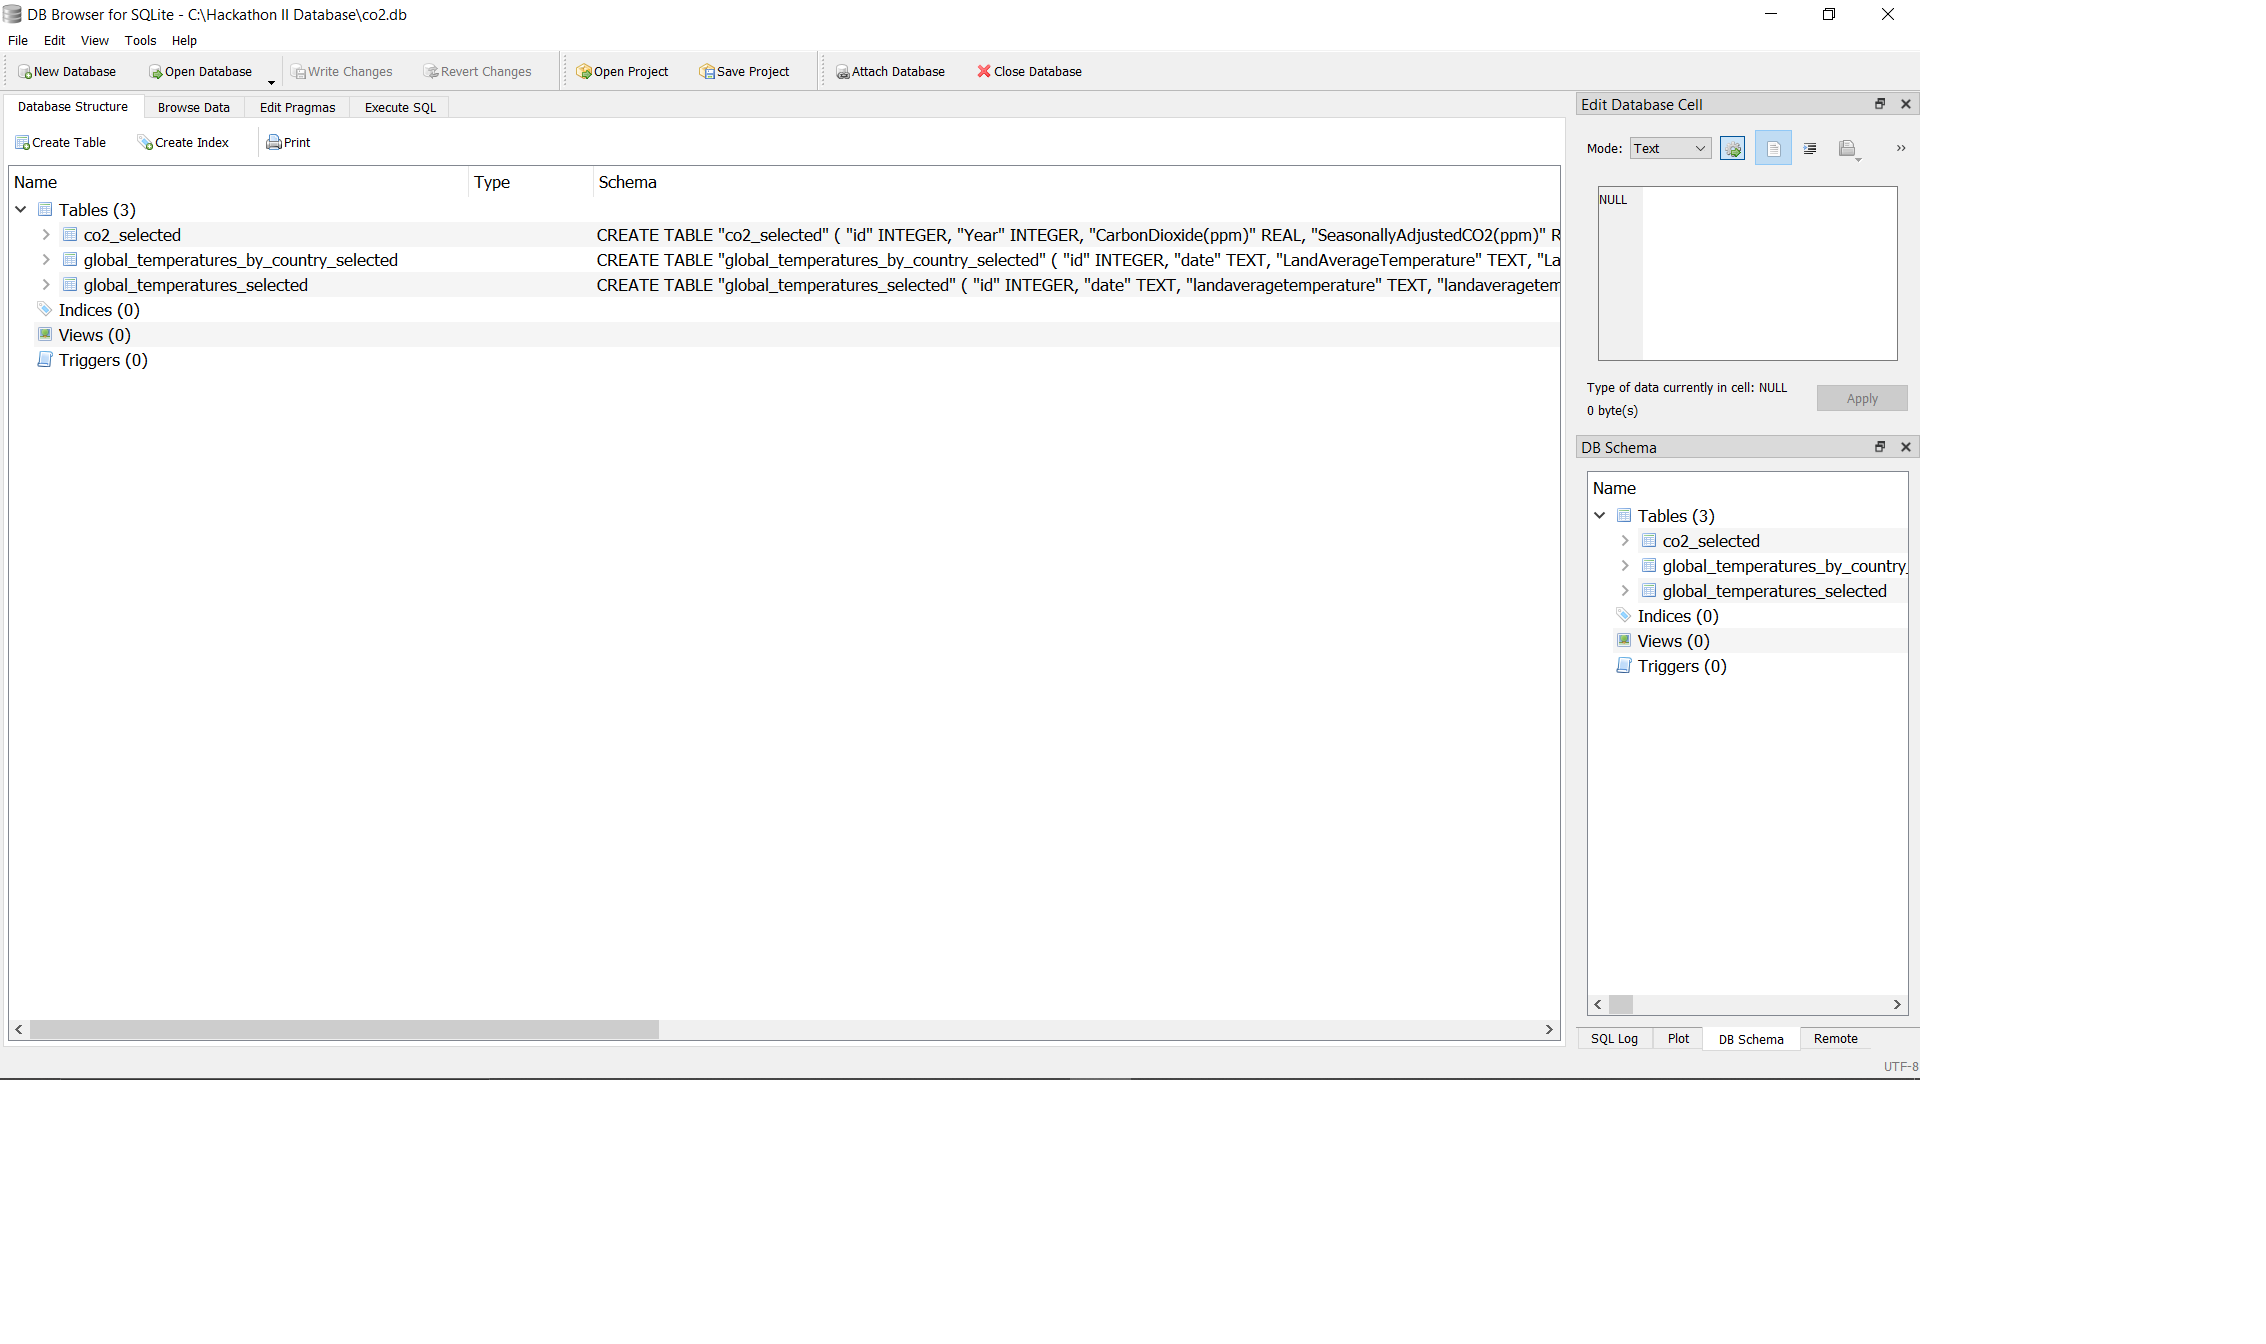 DB Browser for SQLite - C:\Hackathon II Database\co2.db
File Edit View Tools Help
New Database Open Database Write Changes Revert Changes Open Project Save Project Attach Database Close Database
Database Structure Browse Data Edit Pragmas Execute SQL
Create Table Create Index Print
Name Type Schema
Tables (3)
co2_selected CREATE TABLE "co2_selected" ( "id" INTEGER, "Year" INTEGER, "CarbonDioxide(ppm)" REAL, "SeasonallyAdjustedCO2(ppm)" R
global_temperatures_by_country_selected CREATE TABLE "global_temperatures_by_country_selected" ( "id" INTEGER, "date" TEXT, "LandAverageTemperature" TEXT, "La
global_temperatures_selected CREATE TABLE "global_temperatures_selected" ( "id" INTEGER, "date" TEXT, "landaveragetemperature" TEXT, "landaveragetem
Indices (0)
Views (0)
Triggers (0)
Edit Database Cell
Mode: Text
NULL
Type of data currently in cell: NULL
0 byte(s)
Apply
DB Schema
Name
Tables (3)
co2_selected
global_temperatures_by_country_
global_temperatures_selected
Indices (0)
Views (0)
Triggers (0)
SQL Log Plot DB Schema Remote
UTF-8